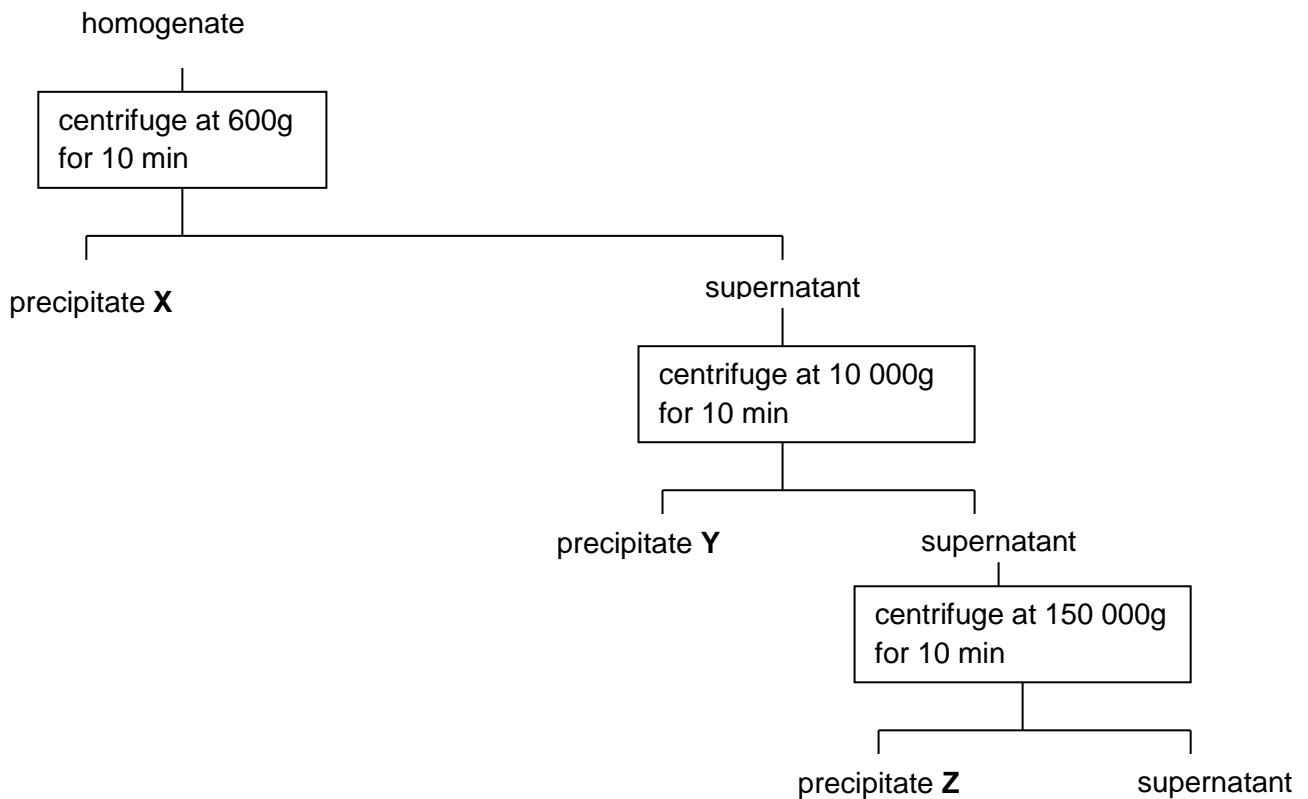 homogenate
centrifuge at 600g
for 10 min
precipitate X
supernatant
centrifuge at 10 000g
for 10 min
precipitate Y
supernatant
centrifuge at 150 000g
for 10 min
precipitate Z
supernatant